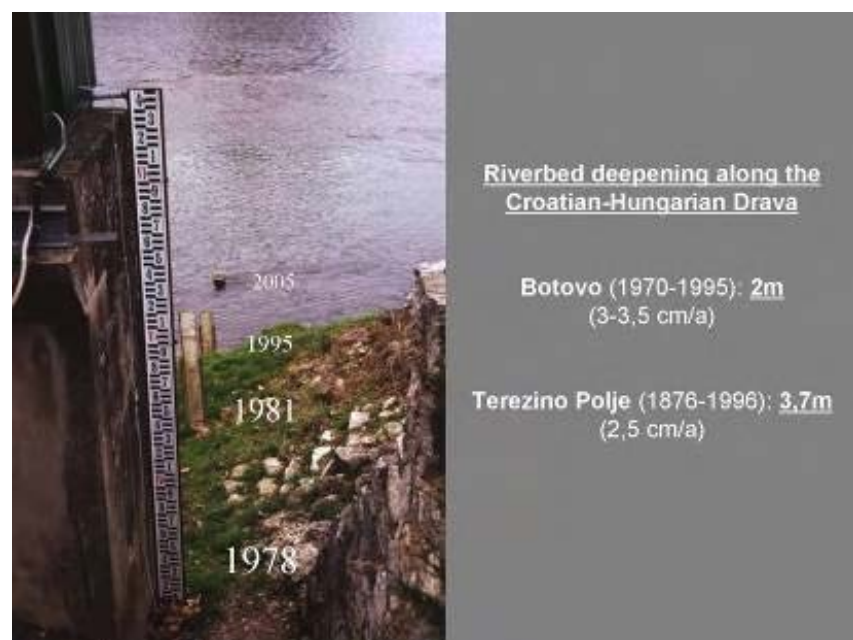 2005
1995
1981
1978
Riverbed deepening along the
Croatian-Hungarian Drava
Botovo (1970-1995): 2m
(3-3,5 cm/a)
Terezino Polje (1876-1996): 3,7m
(2,5 cm/a)